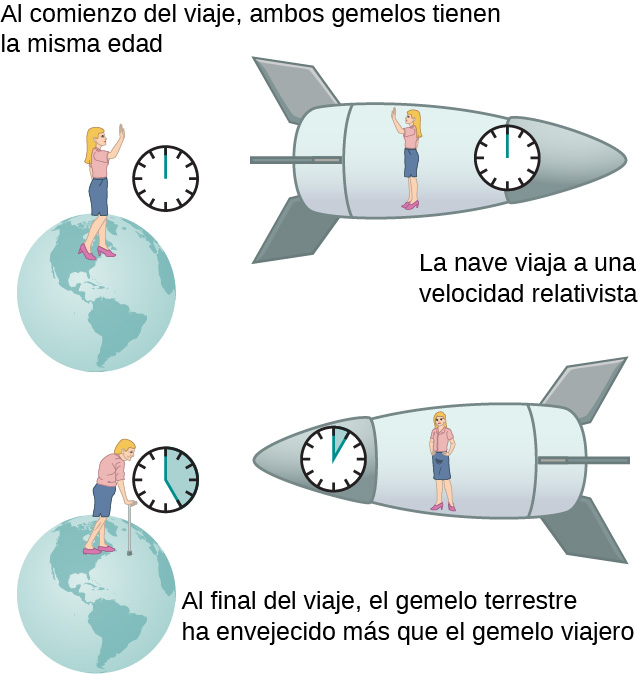 Al comienzo del viaje, ambos gemelos tienen
la misma edad
La nave viaja a una
velocidad relativista
Al final del viaje, el gemelo terrestre
ha envejecido más que el gemelo viajero